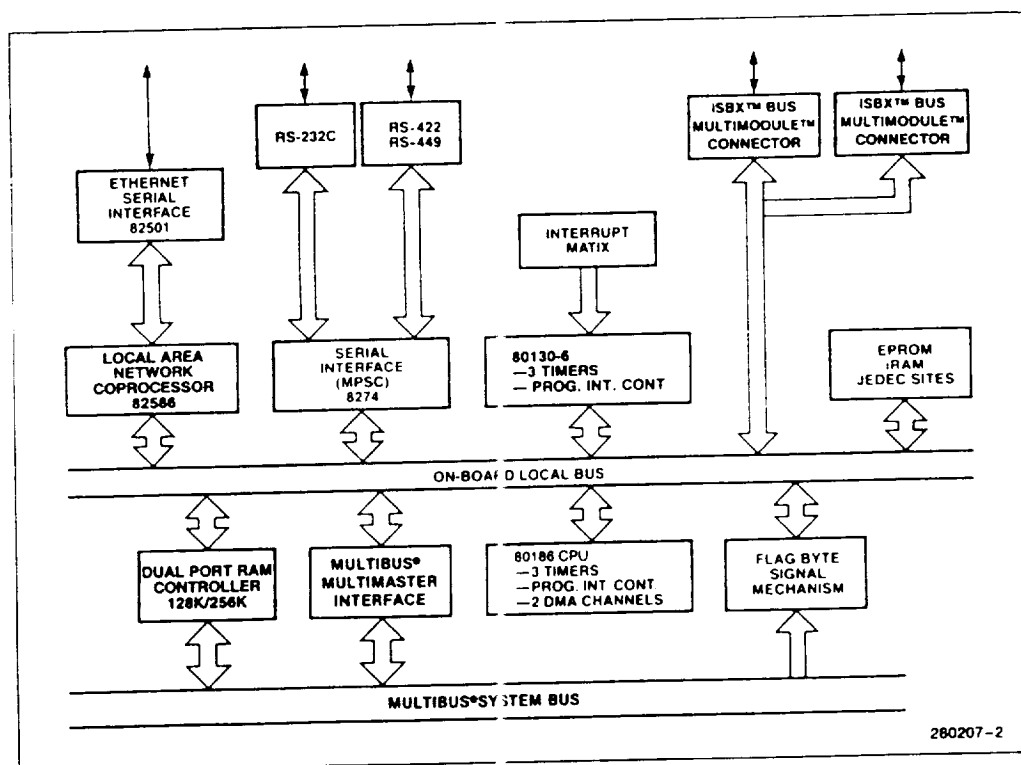 RS-232C
RS-422
RS-449
iSBX™ BUS
MULTIMODULE™
CONNECTOR
iSBX™ BUS
MULTIMODULE™
CONNECTOR
ETHERNET
SERIAL
INTERFACE
82501
INTERRUPT
MATIX
LOCAL AREA
NETWORK
COPROCESSOR
82586
SERIAL
INTERFACE
(MPSC)
8274
80130-6
—3 TIMERS
— PROG. INT. CONT
EPROM
iRAM
JEDEC SITES
ON-BOARD LOCAL BUS
DUAL PORT RAM
CONTROLLER
128K/256K
MULTIBUS®
MULTIMASTER
INTERFACE
80186 CPU
—3 TIMERS
—PROG. INT. CONT
—2 DMA CHANNELS
FLAG BYTE
SIGNAL
MECHANISM
MULTIBUS® SYSTEM BUS
280207-2